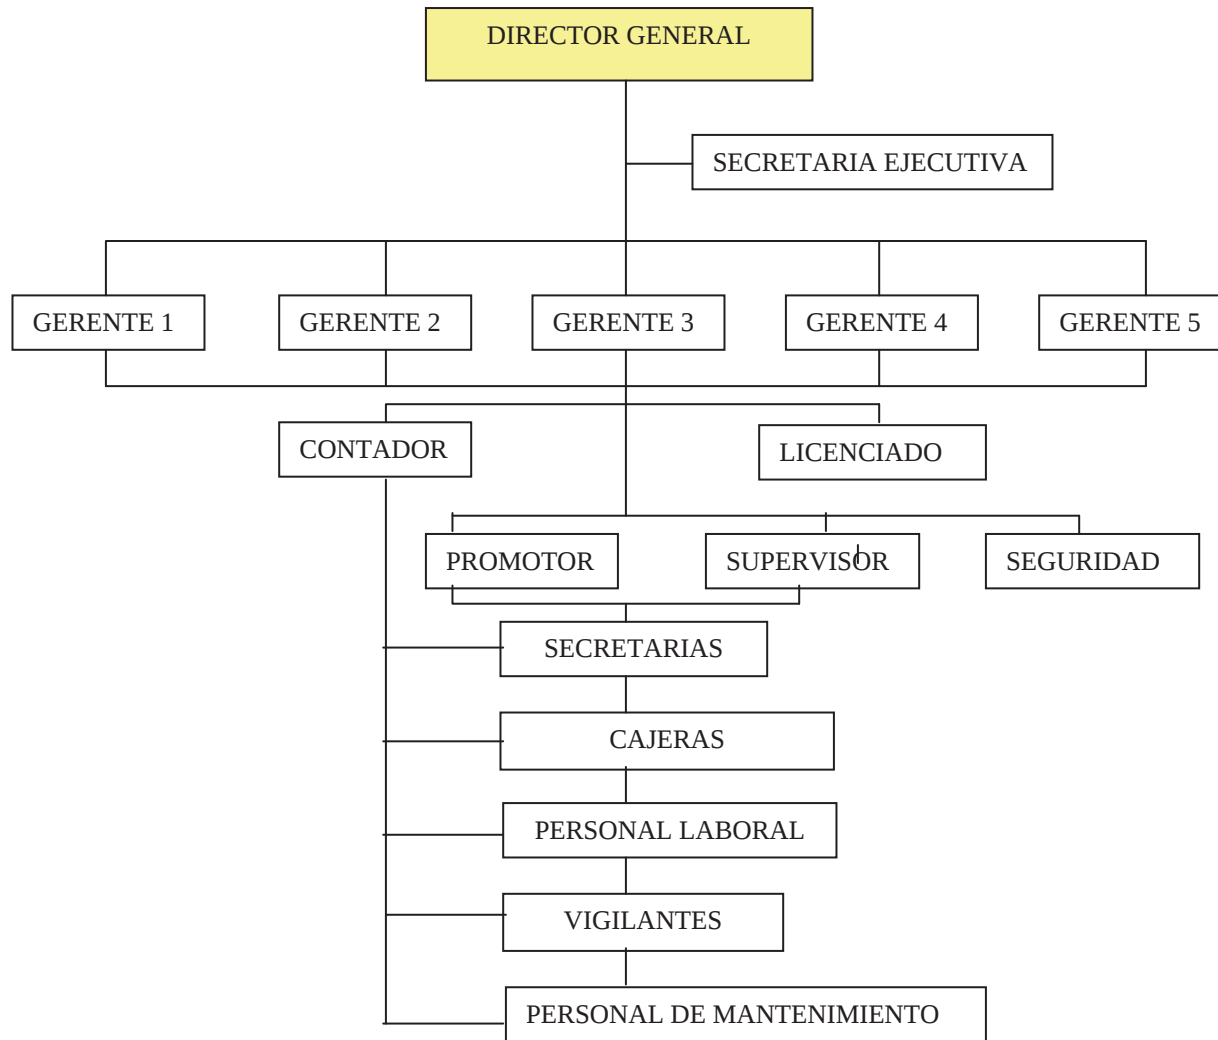 DIRECTOR GENERAL
SECRETARIA EJECUTIVA
GERENTE 1
GERENTE 2
GERENTE 3
GERENTE 4
GERENTE 5
CONTADOR
LICENCIADO
PROMOTOR
SUPERVISOR
SEGURIDAD
SECRETARIAS
CAJERAS
PERSONAL LABORAL
VIGILANTES
PERSONAL DE MANTENIMIENTO